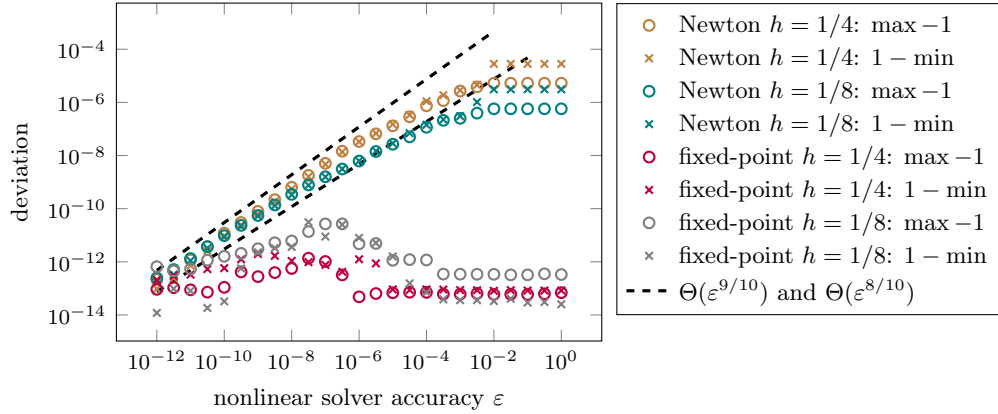 10^{-4}
10^{-6}
10^{-8}
10^{-10}
10^{-12}
10^{-14}
deviation
10^{-12} 10^{-10} 10^{-8} 10^{-6} 10^{-4} 10^{-2} 10^{0}
nonlinear solver accuracy ε
Newton h = 1/4: max −1
Newton h = 1/4: 1 − min
Newton h = 1/8: max −1
Newton h = 1/8: 1 − min
fixed-point h = 1/4: max −1
fixed-point h = 1/4: 1 − min
fixed-point h = 1/8: max −1
fixed-point h = 1/8: 1 − min
Θ(ε^{9/10}) and Θ(ε^{8/10})